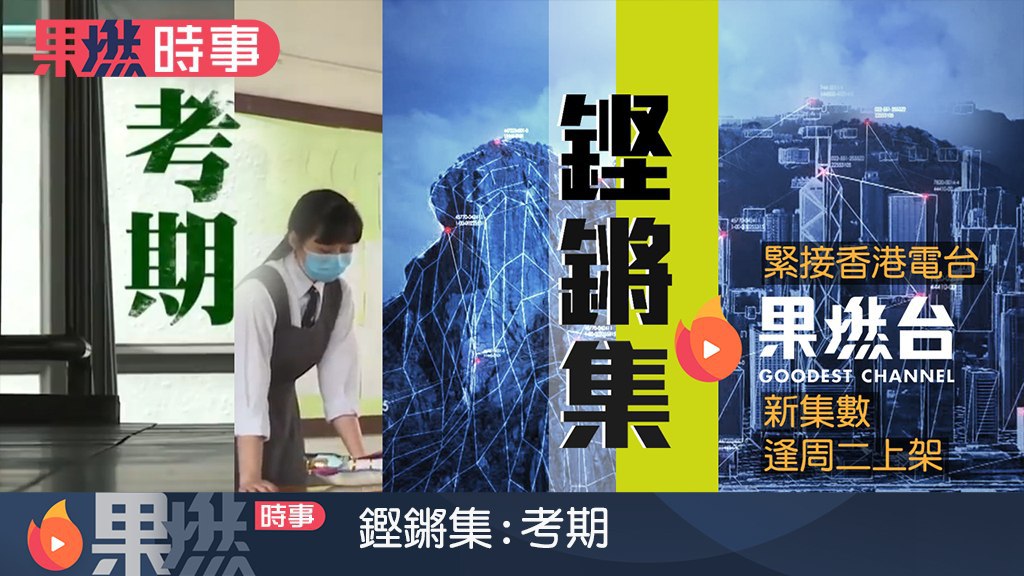 果燃時事
考期
鏗鏘集
緊接香港電台
果燃台
GOODEST CHANNEL
新集數
逢周二上架
果燃
時事
鏗鏘集:考期